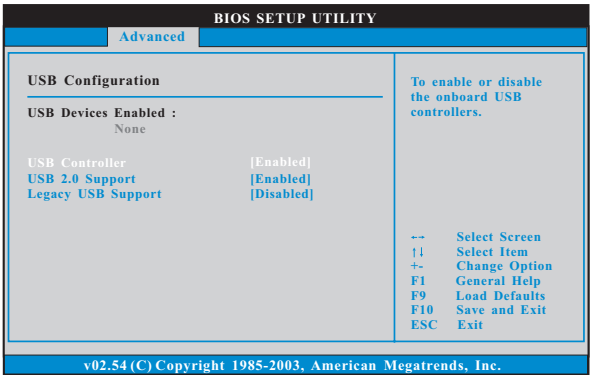 BIOS SETUP UTILITY
Advanced
USB Configuration
USB Devices Enabled :
None
USB Controller [Enabled]
USB 2.0 Support [Enabled]
Legacy USB Support [Disabled]
To enable or disable
the onboard USB
controllers.
←→ Select Screen
↑↓ Select Item
+- Change Option
F1 General Help
F9 Load Defaults
F10 Save and Exit
ESC Exit
v02.54 (C) Copyright 1985-2003, American Megatrends, Inc.